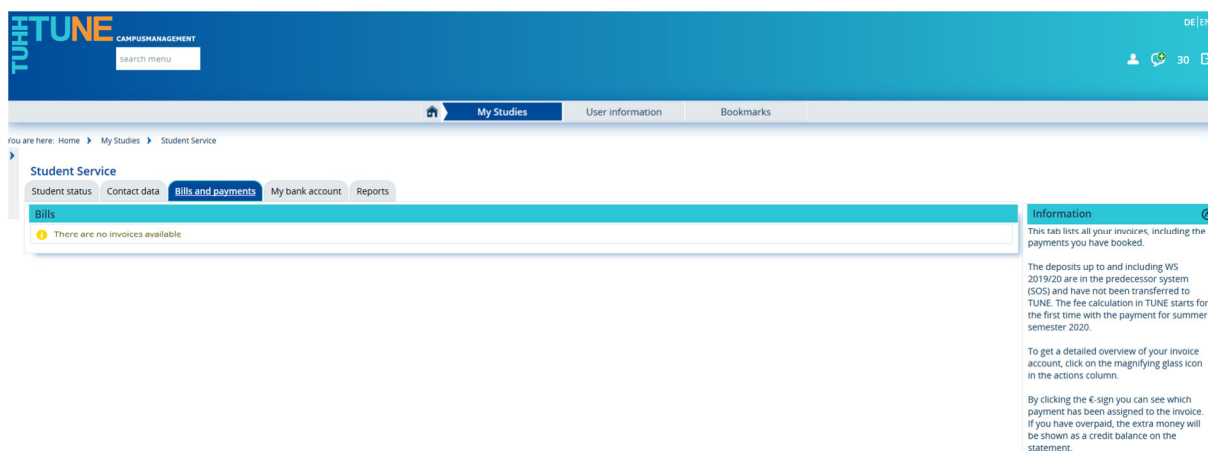 DE|EN
TUHH
TUNE CAMPUSMANAGEMENT
search menu
30
My Studies User information Bookmarks
You are here: Home My Studies Student Service
Student Service
Student status Contact data Bills and payments My bank account Reports
Bills
There are no invoices available
Information
This tab lists all your invoices, including the
payments you have booked.
The deposits up to and including WS
2019/20 are in the predecessor system
(SOS) and have not been transferred to
TUNE. The fee calculation in TUNE starts for
the first time with the payment for summer
semester 2020.
To get a detailed overview of your invoice
account, click on the magnifying glass icon
in the actions column.
By clicking the €-sign you can see which
payment has been assigned to the invoice.
If you have overpaid, the extra money will
be shown as a credit balance on the
statement.